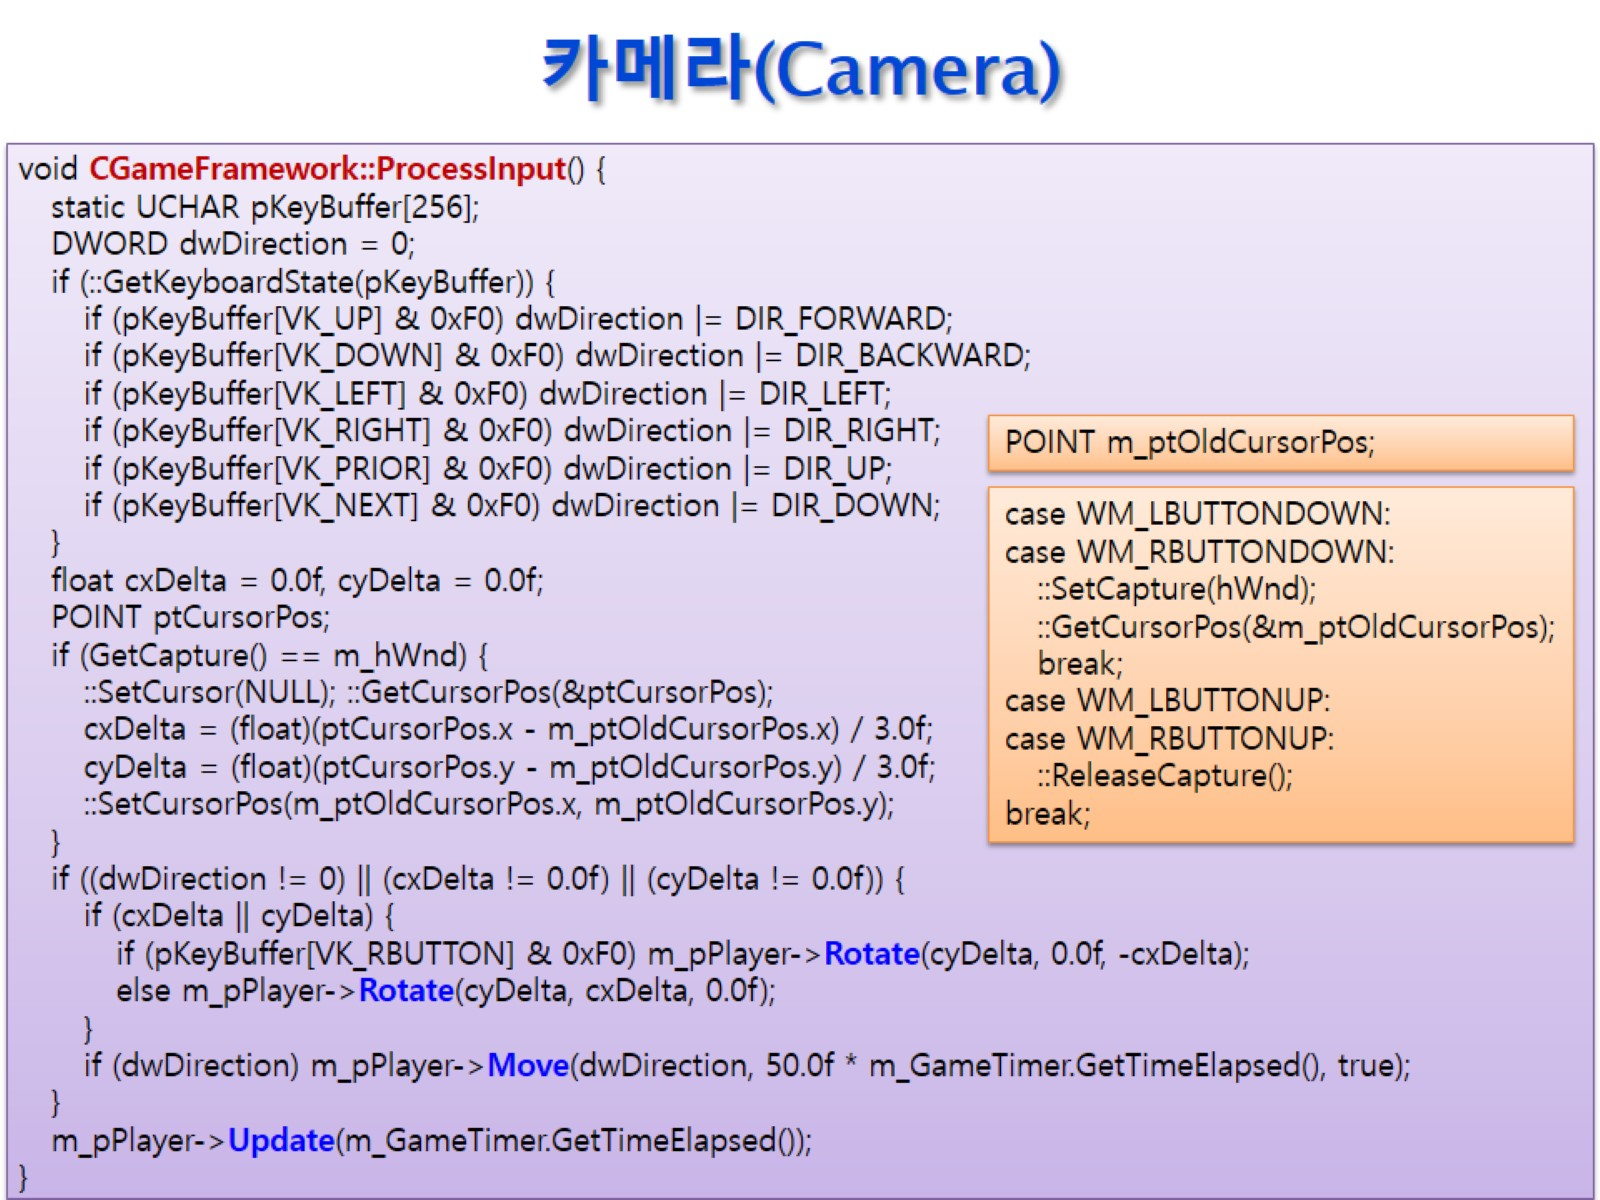 카메라(Camera)
void CGameFramework::ProcessInput() {
static UCHAR pKeyBuffer[256];
DWORD dwDirection = 0;
if (::GetKeyboardState(pKeyBuffer)) {
if (pKeyBuffer[VK_UP] & 0xF0) dwDirection |= DIR_FORWARD;
if (pKeyBuffer[VK_DOWN] & 0xF0) dwDirection |= DIR_BACKWARD;
if (pKeyBuffer[VK_LEFT] & 0xF0) dwDirection |= DIR_LEFT;
if (pKeyBuffer[VK_RIGHT] & 0xF0) dwDirection |= DIR_RIGHT;
if (pKeyBuffer[VK_PRIOR] & 0xF0) dwDirection |= DIR_UP;
if (pKeyBuffer[VK_NEXT] & 0xF0) dwDirection |= DIR_DOWN;
}
float cxDelta = 0.0f, cyDelta = 0.0f;
POINT ptCursorPos;
if (GetCapture() == m_hWnd) {
::SetCursor(NULL); ::GetCursorPos(&ptCursorPos);
cxDelta = (float)(ptCursorPos.x - m_ptOldCursorPos.x) / 3.0f;
cyDelta = (float)(ptCursorPos.y - m_ptOldCursorPos.y) / 3.0f;
::SetCursorPos(m_ptOldCursorPos.x, m_ptOldCursorPos.y);
}
if ((dwDirection != 0) || (cxDelta != 0.0f) || (cyDelta != 0.0f)) {
if (cxDelta || cyDelta) {
if (pKeyBuffer[VK_RBUTTON] & 0xF0) m_pPlayer->Rotate(cyDelta, 0.0f, -cxDelta);
else m_pPlayer->Rotate(cyDelta, cxDelta, 0.0f);
}
if (dwDirection) m_pPlayer->Move(dwDirection, 50.0f * m_GameTimer.GetTimeElapsed(), true);
}
m_pPlayer->Update(m_GameTimer.GetTimeElapsed());
}
POINT m_ptOldCursorPos;
case WM_LBUTTONDOWN:
case WM_RBUTTONDOWN:
::SetCapture(hWnd);
::GetCursorPos(&m_ptOldCursorPos);
break;
case WM_LBUTTONUP:
case WM_RBUTTONUP:
::ReleaseCapture();
break;